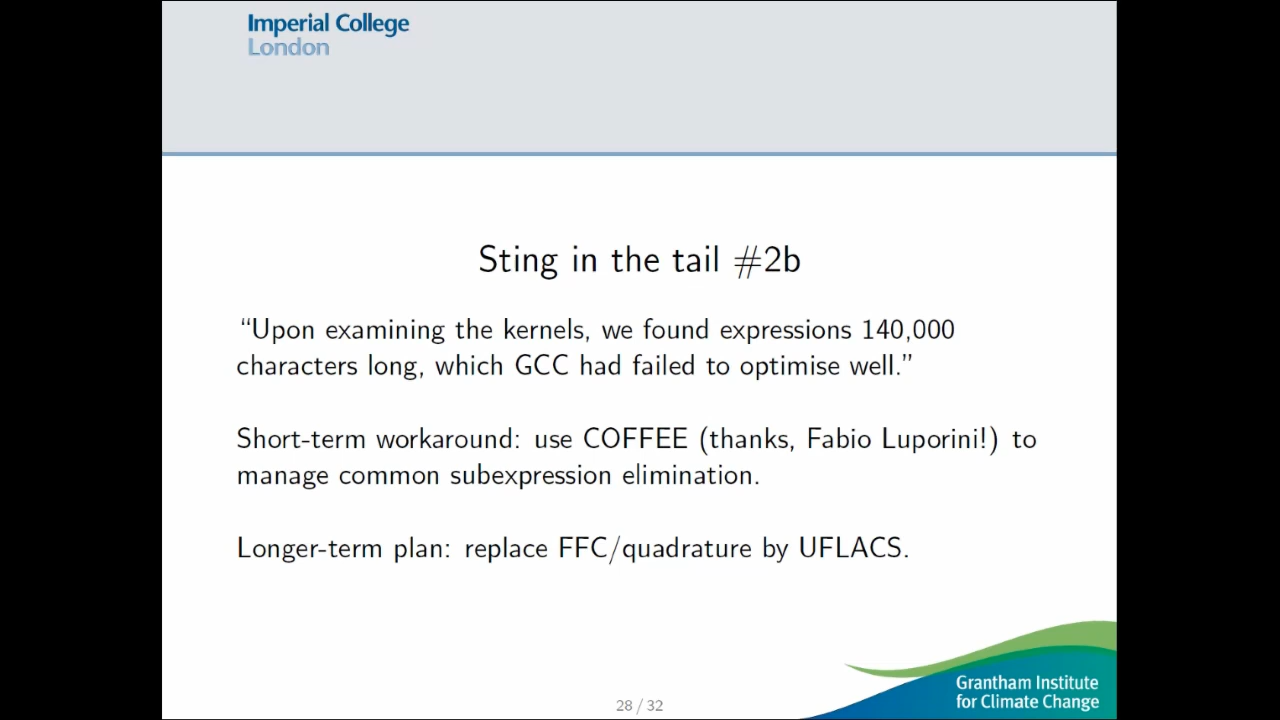 Imperial College
London
Sting in the tail #2b
“Upon examining the kernels, we found expressions 140,000
characters long, which GCC had failed to optimise well.”
Short-term workaround: use COFFEE (thanks, Fabio Luporini!) to
manage common subexpression elimination.
Longer-term plan: replace FFC/quadrature by UFLACS.
Grantham Institute
for Climate Change
28 / 32